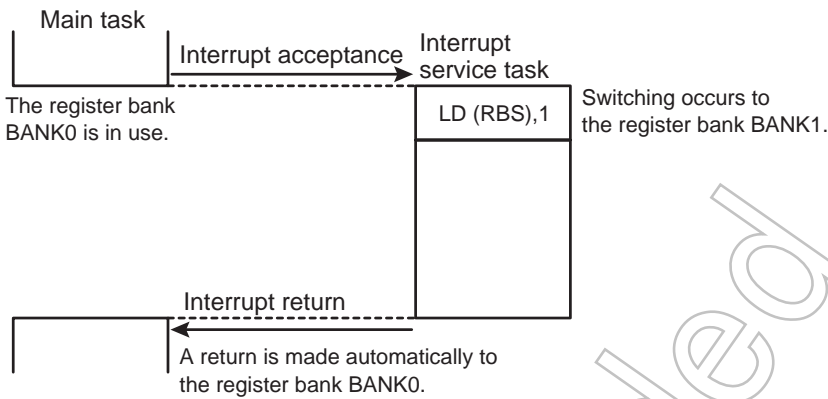 Main task
Interrupt acceptance
Interrupt
service task
The register bank
BANK0 is in use.
LD (RBS),1
Switching occurs to
the register bank BANK1.
Interrupt return
A return is made automatically to
the register bank BANK0.
ded